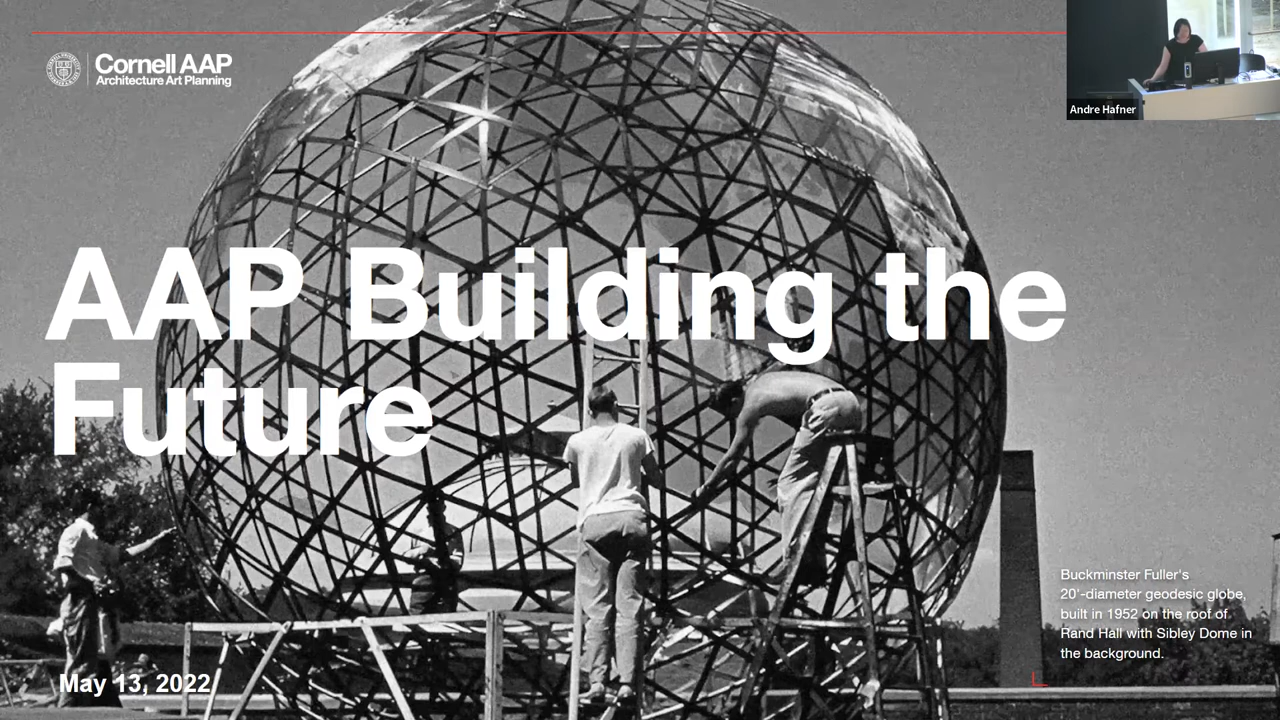 Cornell AAP
Architecture Art Planning
Andre Hafner
AAP Building the
Future
Buckminster Fuller's
20'-diameter geodesic globe,
built in 1952 on the roof of
Rand Hall with Sibley Dome in
the background.
May 13, 2022